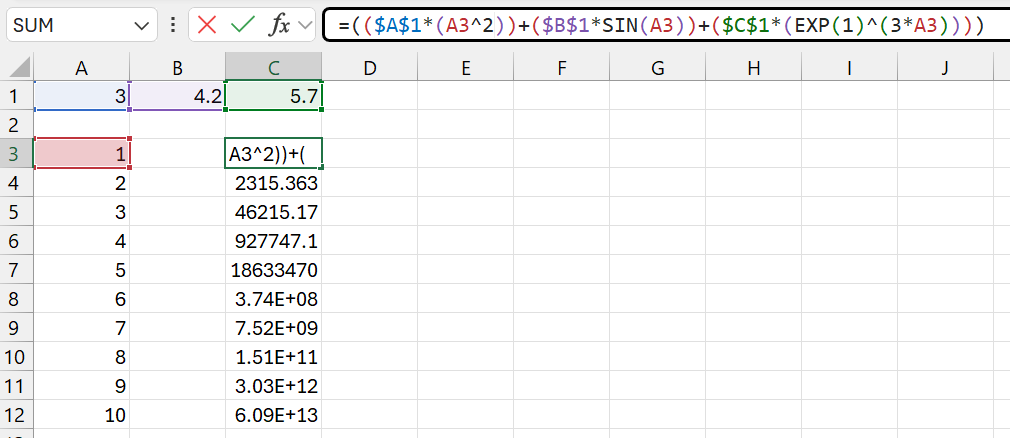 SUM fx =(($A$1*(A3^2))+($B$1*SIN(A3))+($C$1*(EXP(1)^(3*A3))))
A B C D E F G H I J
1 3 4.2 5.7
2
3 1 A3^2))+(
4 2 2315.363
5 3 46215.17
6 4 927747.1
7 5 18633470
8 6 3.74E+08
9 7 7.52E+09
10 8 1.51E+11
11 9 3.03E+12
12 10 6.09E+13